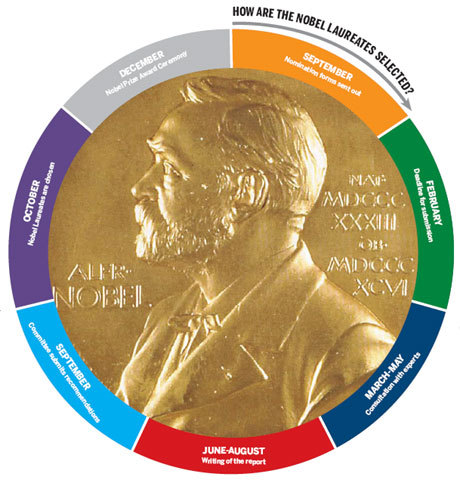 HOW ARE THE NOBEL LAUREATES SELECTED?
SEPTEMBER
Nomination forms sent out
FEBRUARY
Deadline for submission
MARCH-MAY
Consultation with experts
JUNE-AUGUST
Writing of the report
SEPTEMBER
Committee submits recommendations
OCTOBER
Nobel Laureates are chosen
DECEMBER
Nobel Prize Award Ceremony
ALFR·
NOBEL
NAT·
MDCCC
XXXIII
OB·
MDCCC
XCVI